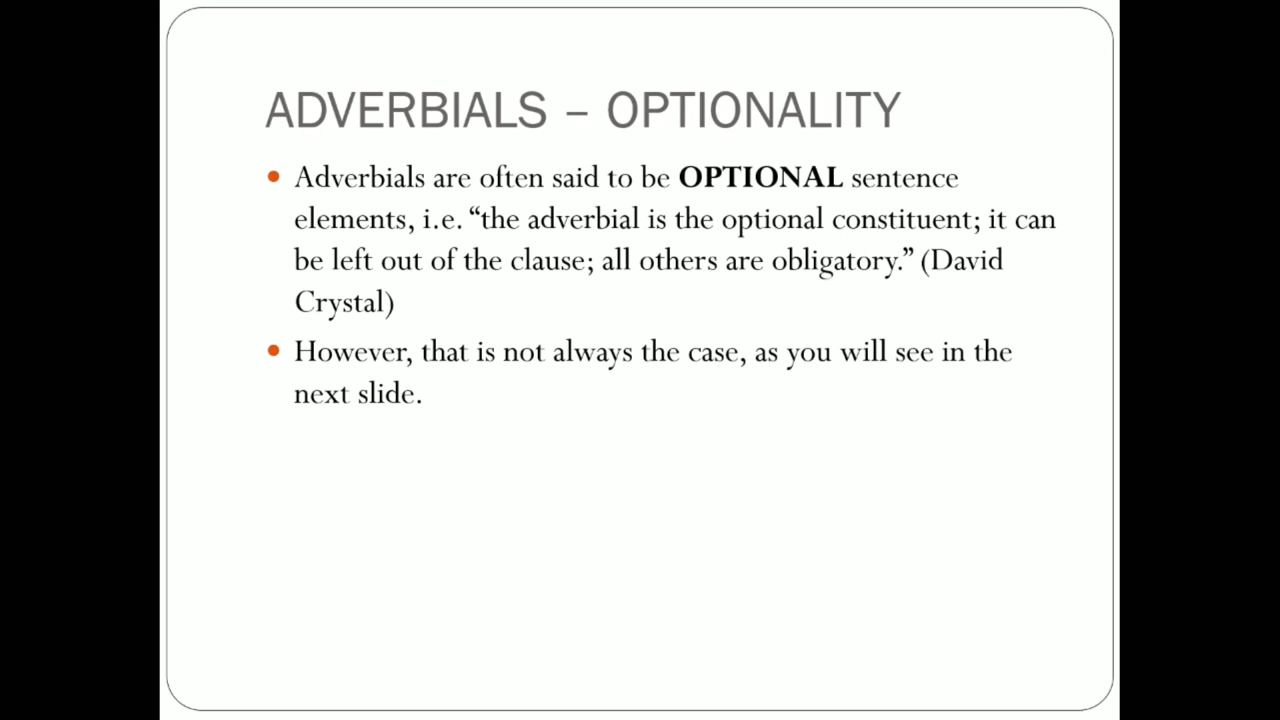 ADVERBIALS – OPTIONALITY
• Adverbials are often said to be OPTIONAL sentence
elements, i.e. “the adverbial is the optional constituent; it can
be left out of the clause; all others are obligatory.” (David
Crystal)
• However, that is not always the case, as you will see in the
next slide.